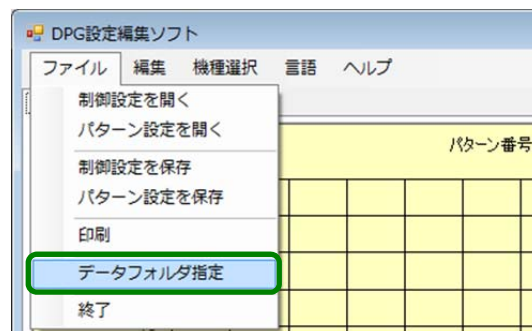 DPG設定編集ソフト
ファイル 編集 機種選択 言語 ヘルプ
制御設定を開く
パターン設定を開く
パターン番号
制御設定を保存
パターン設定を保存
印刷
データフォルダ指定
終了